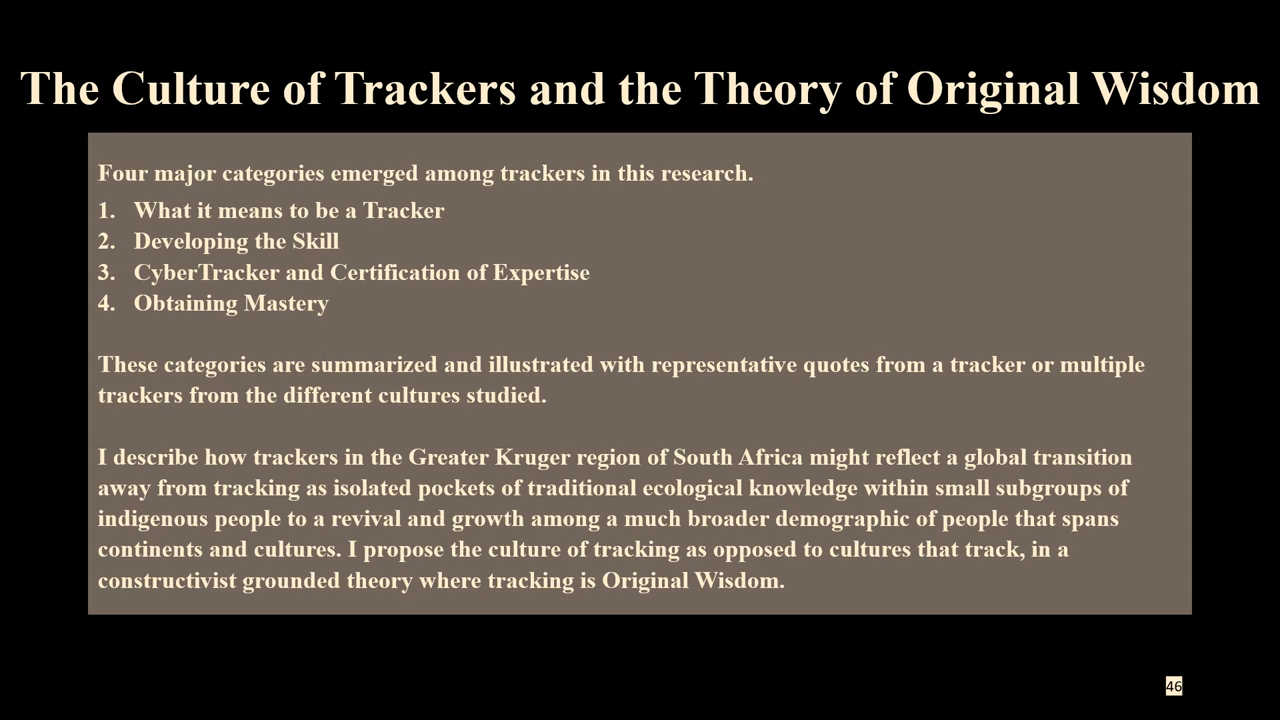 The Culture of Trackers and the Theory of Original Wisdom
Four major categories emerged among trackers in this research.
1. What it means to be a Tracker
2. Developing the Skill
3. CyberTracker and Certification of Expertise
4. Obtaining Mastery
These categories are summarized and illustrated with representative quotes from a tracker or multiple
trackers from the different cultures studied.
I describe how trackers in the Greater Kruger region of South Africa might reflect a global transition
away from tracking as isolated pockets of traditional ecological knowledge within small subgroups of
indigenous people to a revival and growth among a much broader demographic of people that spans
continents and cultures. I propose the culture of tracking as opposed to cultures that track, in a
constructivist grounded theory where tracking is Original Wisdom.
46